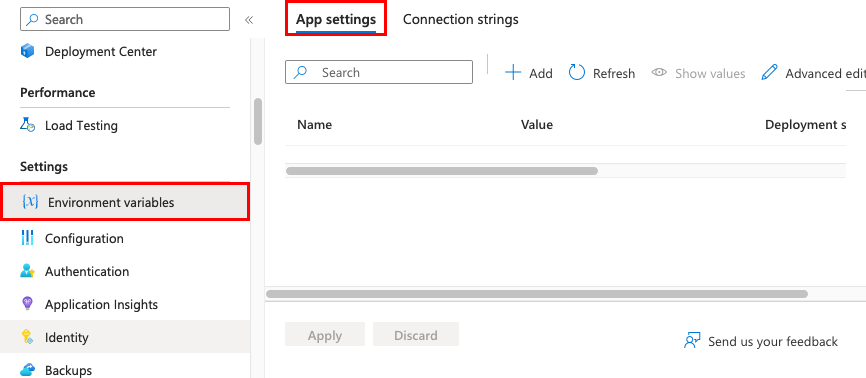 Search
«
Deployment Center
Performance
Load Testing
Settings
{x} Environment variables
Configuration
Authentication
Application Insights
Identity
Backups
App settings Connection strings
Search
Add Refresh Show values Advanced edit
Name Value Deployment s
Apply Discard
Send us your feedback